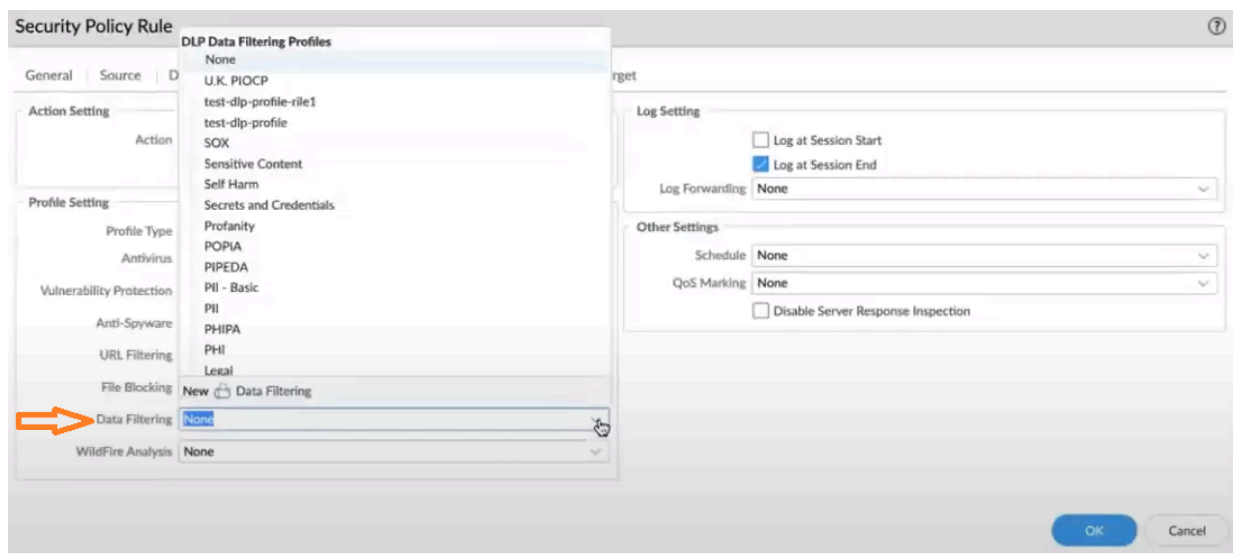 Security Policy Rule
DLP Data Filtering Profiles
None
U.K. PIOCP
test-dlp-profile-rile1
test-dlp-profile
SOX
Sensitive Content
Self Harm
Secrets and Credentials
Profanity
POPIA
PIPEDA
PII - Basic
PII
PHIPA
PHI
Legal
New Data Filtering
General Source D
rget
Action Setting
Action
Profile Setting
Profile Type
Antivirus
Vulnerability Protection
Anti-Spyware
URL Filtering
File Blocking
Data Filtering None
WildFire Analysis None
Log Setting
Log at Session Start
Log at Session End
Log Forwarding None
Other Settings
Schedule None
QoS Marking None
Disable Server Response Inspection
OK Cancel